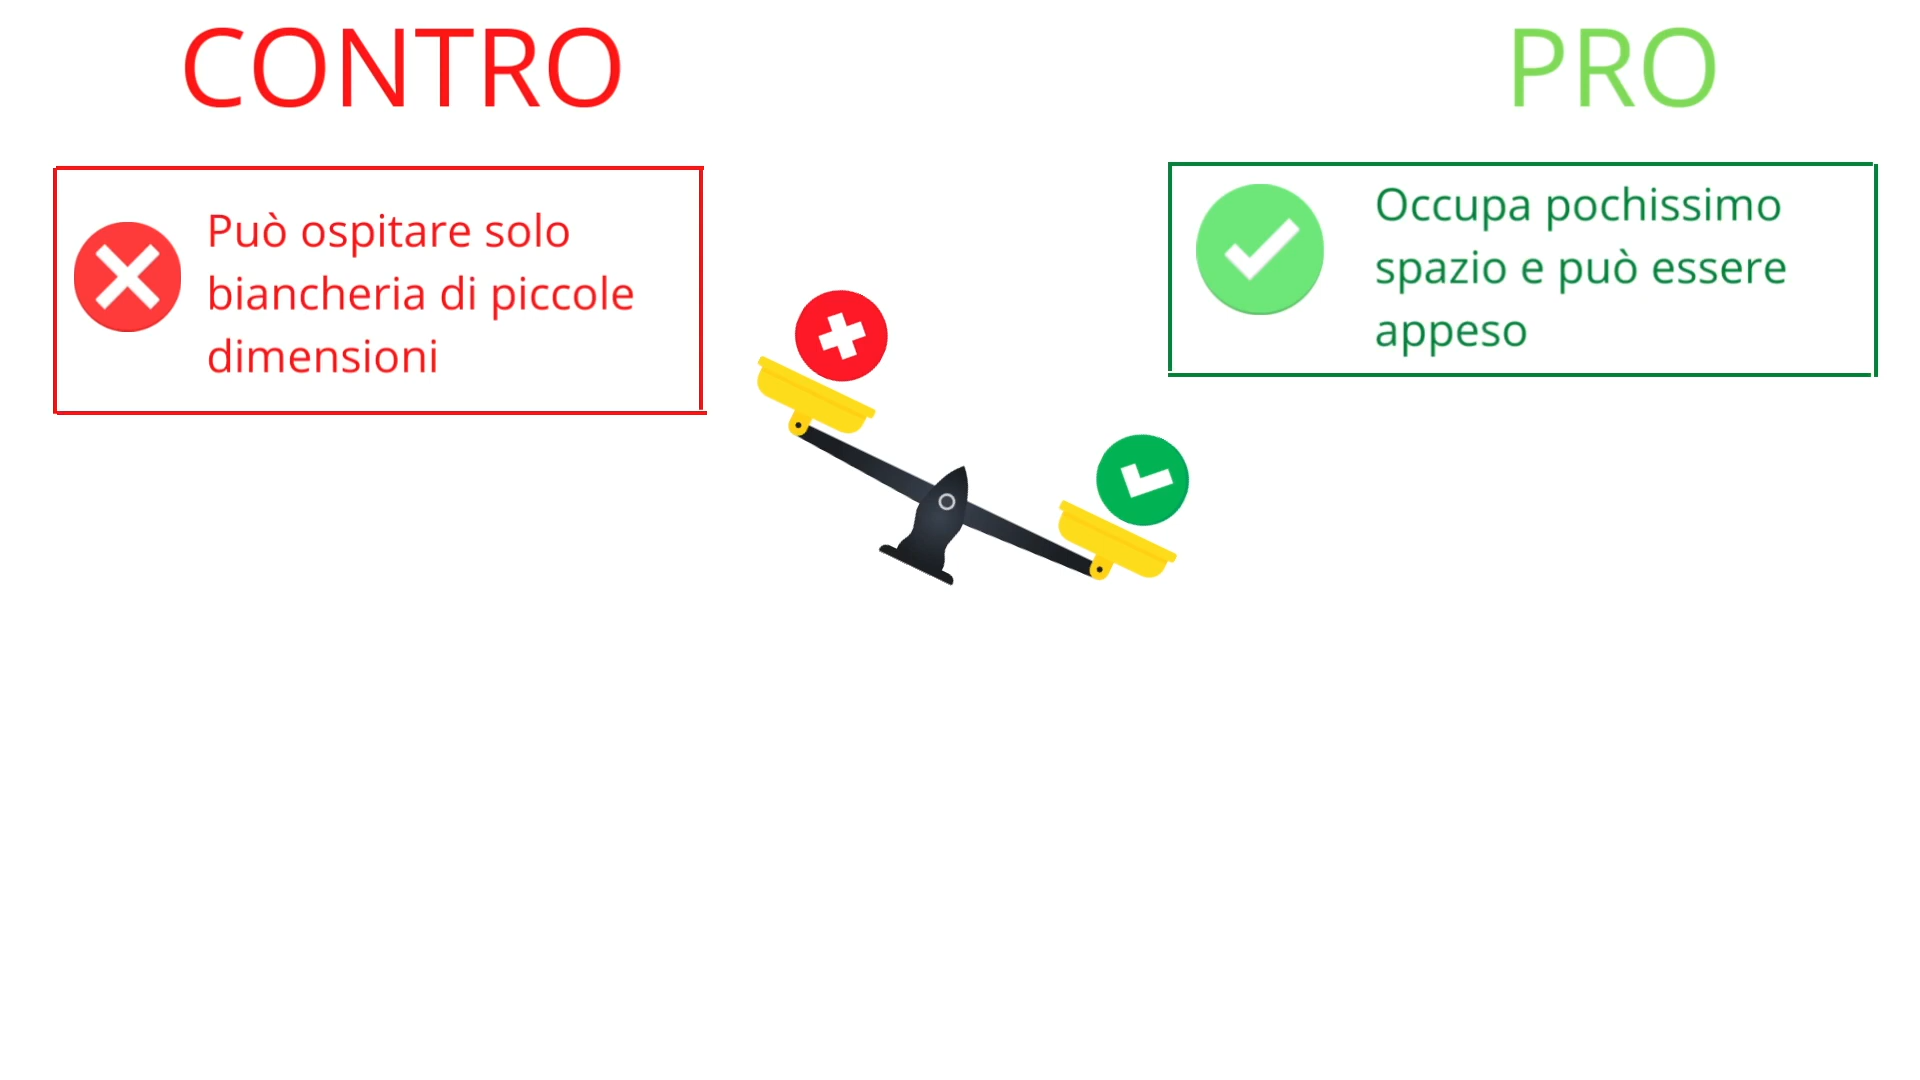 CONTRO
PRO
Può ospitare solo
biancheria di piccole
dimensioni
Occupa pochissimo
spazio e può essere
appeso